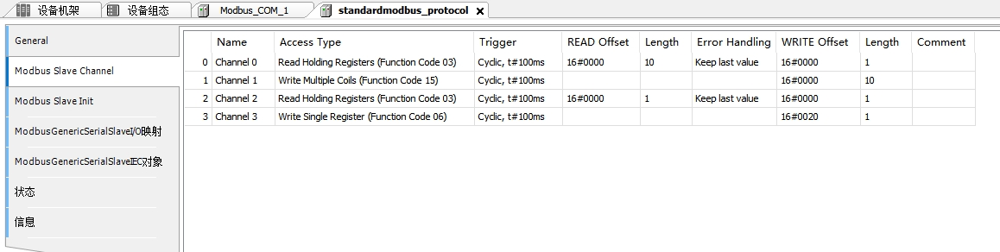 设备机架 设备组态 Modbus_COM_1 standardmodbus_protocol
General
Modbus Slave Channel
Modbus Slave Init
ModbusGenericSerialSlaveI/O映射
ModbusGenericSerialSlaveIEC对象
状态
信息
Name Access Type Trigger READ Offset Length Error Handling WRITE Offset Length Comment
0 Channel 0 Read Holding Registers (Function Code 03) Cyclic, t#100ms 16#0000 10 Keep last value 16#0000 1
1 Channel 1 Write Multiple Coils (Function Code 15) Cyclic, t#100ms 16#0000 10
2 Channel 2 Read Holding Registers (Function Code 03) Cyclic, t#100ms 16#0000 1 Keep last value 16#0000 1
3 Channel 3 Write Single Register (Function Code 06) Cyclic, t#100ms 16#0020 1